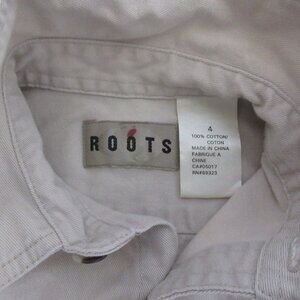 ROOTS
4
100% COTTON/
COTON
MADE IN CHINA
FABRIQUE A
CHINE
CA#05017
RN#89323